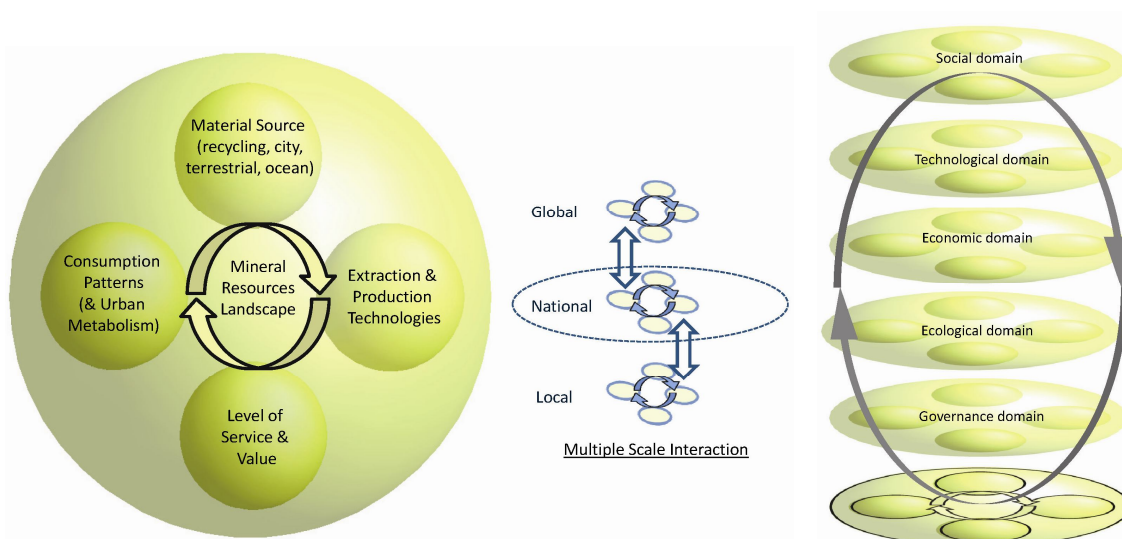 Material Source
(recycling, city,
terrestrial, ocean)
Consumption
Patterns
(& Urban
Metabolism)
Mineral
Resources
Landscape
Extraction &
Production
Technologies
Level of
Service &
Value
Global
National
Local
Multiple Scale Interaction
Social domain
Technological domain
Economic domain
Ecological domain
Governance domain